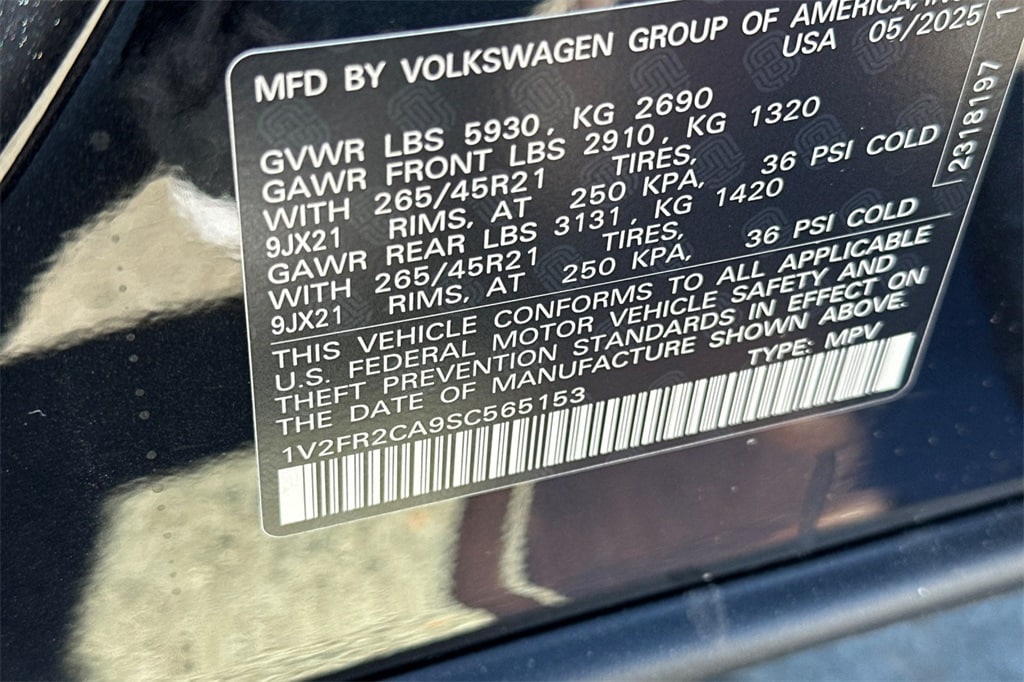 MFD BY VOLKSWAGEN GROUP OF AMERICA, INC
USA 05/2025
GVWR LBS 5930, KG 2690
GAWR FRONT LBS 2910, KG 1320
WITH 265/45R21 TIRES,
9JX21 RIMS, AT 250 KPA, 36 PSI COLD
GAWR REAR LBS 3131, KG 1420
WITH 265/45R21 TIRES,
9JX21 RIMS, AT 250 KPA, 36 PSI COLD
THIS VEHICLE CONFORMS TO ALL APPLICABLE
U.S. FEDERAL MOTOR VEHICLE SAFETY AND
THEFT PREVENTION STANDARDS IN EFFECT ON
THE DATE OF MANUFACTURE SHOWN ABOVE.
TYPE: MPV
1V2FR2CA9SC565153
2318197 1